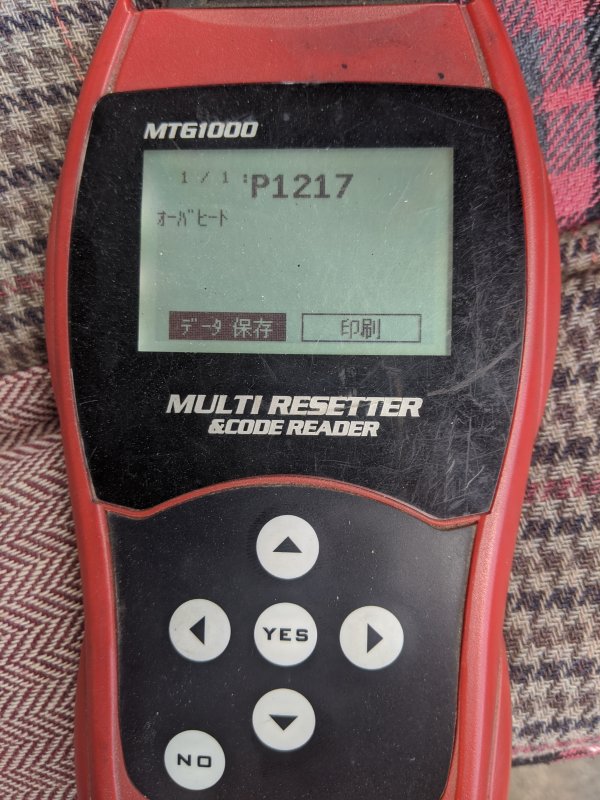 MTG1000
1/1:P1217
ｵｰﾊﾞﾋｰﾄ
ﾃﾞｰﾀ 保存 印刷
MULTI RESETTER
&CODE READER
YES
NO